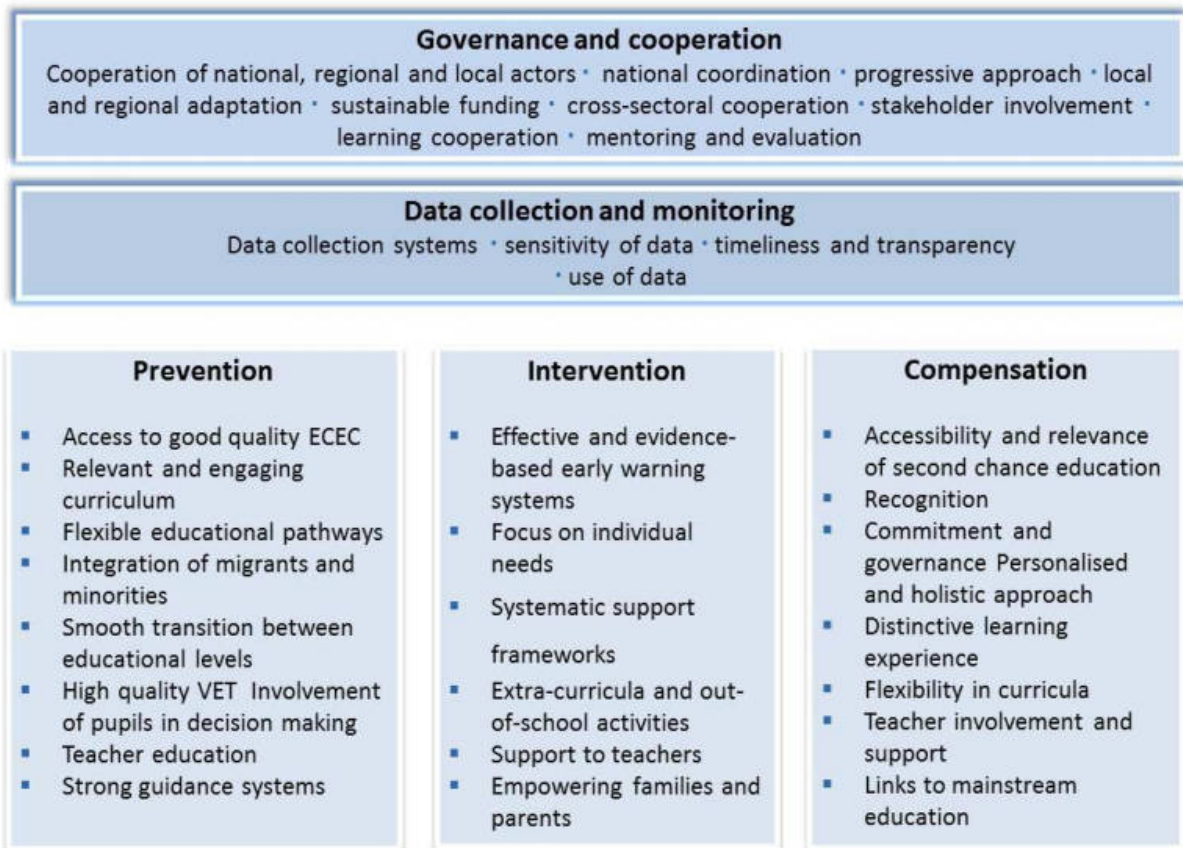 Governance and cooperation
Cooperation of national, regional and local actors · national coordination · progressive approach · local
and regional adaptation · sustainable funding · cross-sectoral cooperation · stakeholder involvement ·
learning cooperation · mentoring and evaluation
Data collection and monitoring
Data collection systems · sensitivity of data · timeliness and transparency
· use of data
Prevention
▪ Access to good quality ECEC
▪ Relevant and engaging
curriculum
▪ Flexible educational pathways
▪ Integration of migrants and
minorities
▪ Smooth transition between
educational levels
▪ High quality VET Involvement
of pupils in decision making
▪ Teacher education
▪ Strong guidance systems
Intervention
▪ Effective and evidence-
based early warning
systems
▪ Focus on individual
needs
▪ Systematic support
frameworks
▪ Extra-curricula and out-
of-school activities
▪ Support to teachers
▪ Empowering families and
parents
Compensation
▪ Accessibility and relevance
of second chance education
▪ Recognition
▪ Commitment and
governance Personalised
and holistic approach
▪ Distinctive learning
experience
▪ Flexibility in curricula
▪ Teacher involvement and
support
▪ Links to mainstream
education